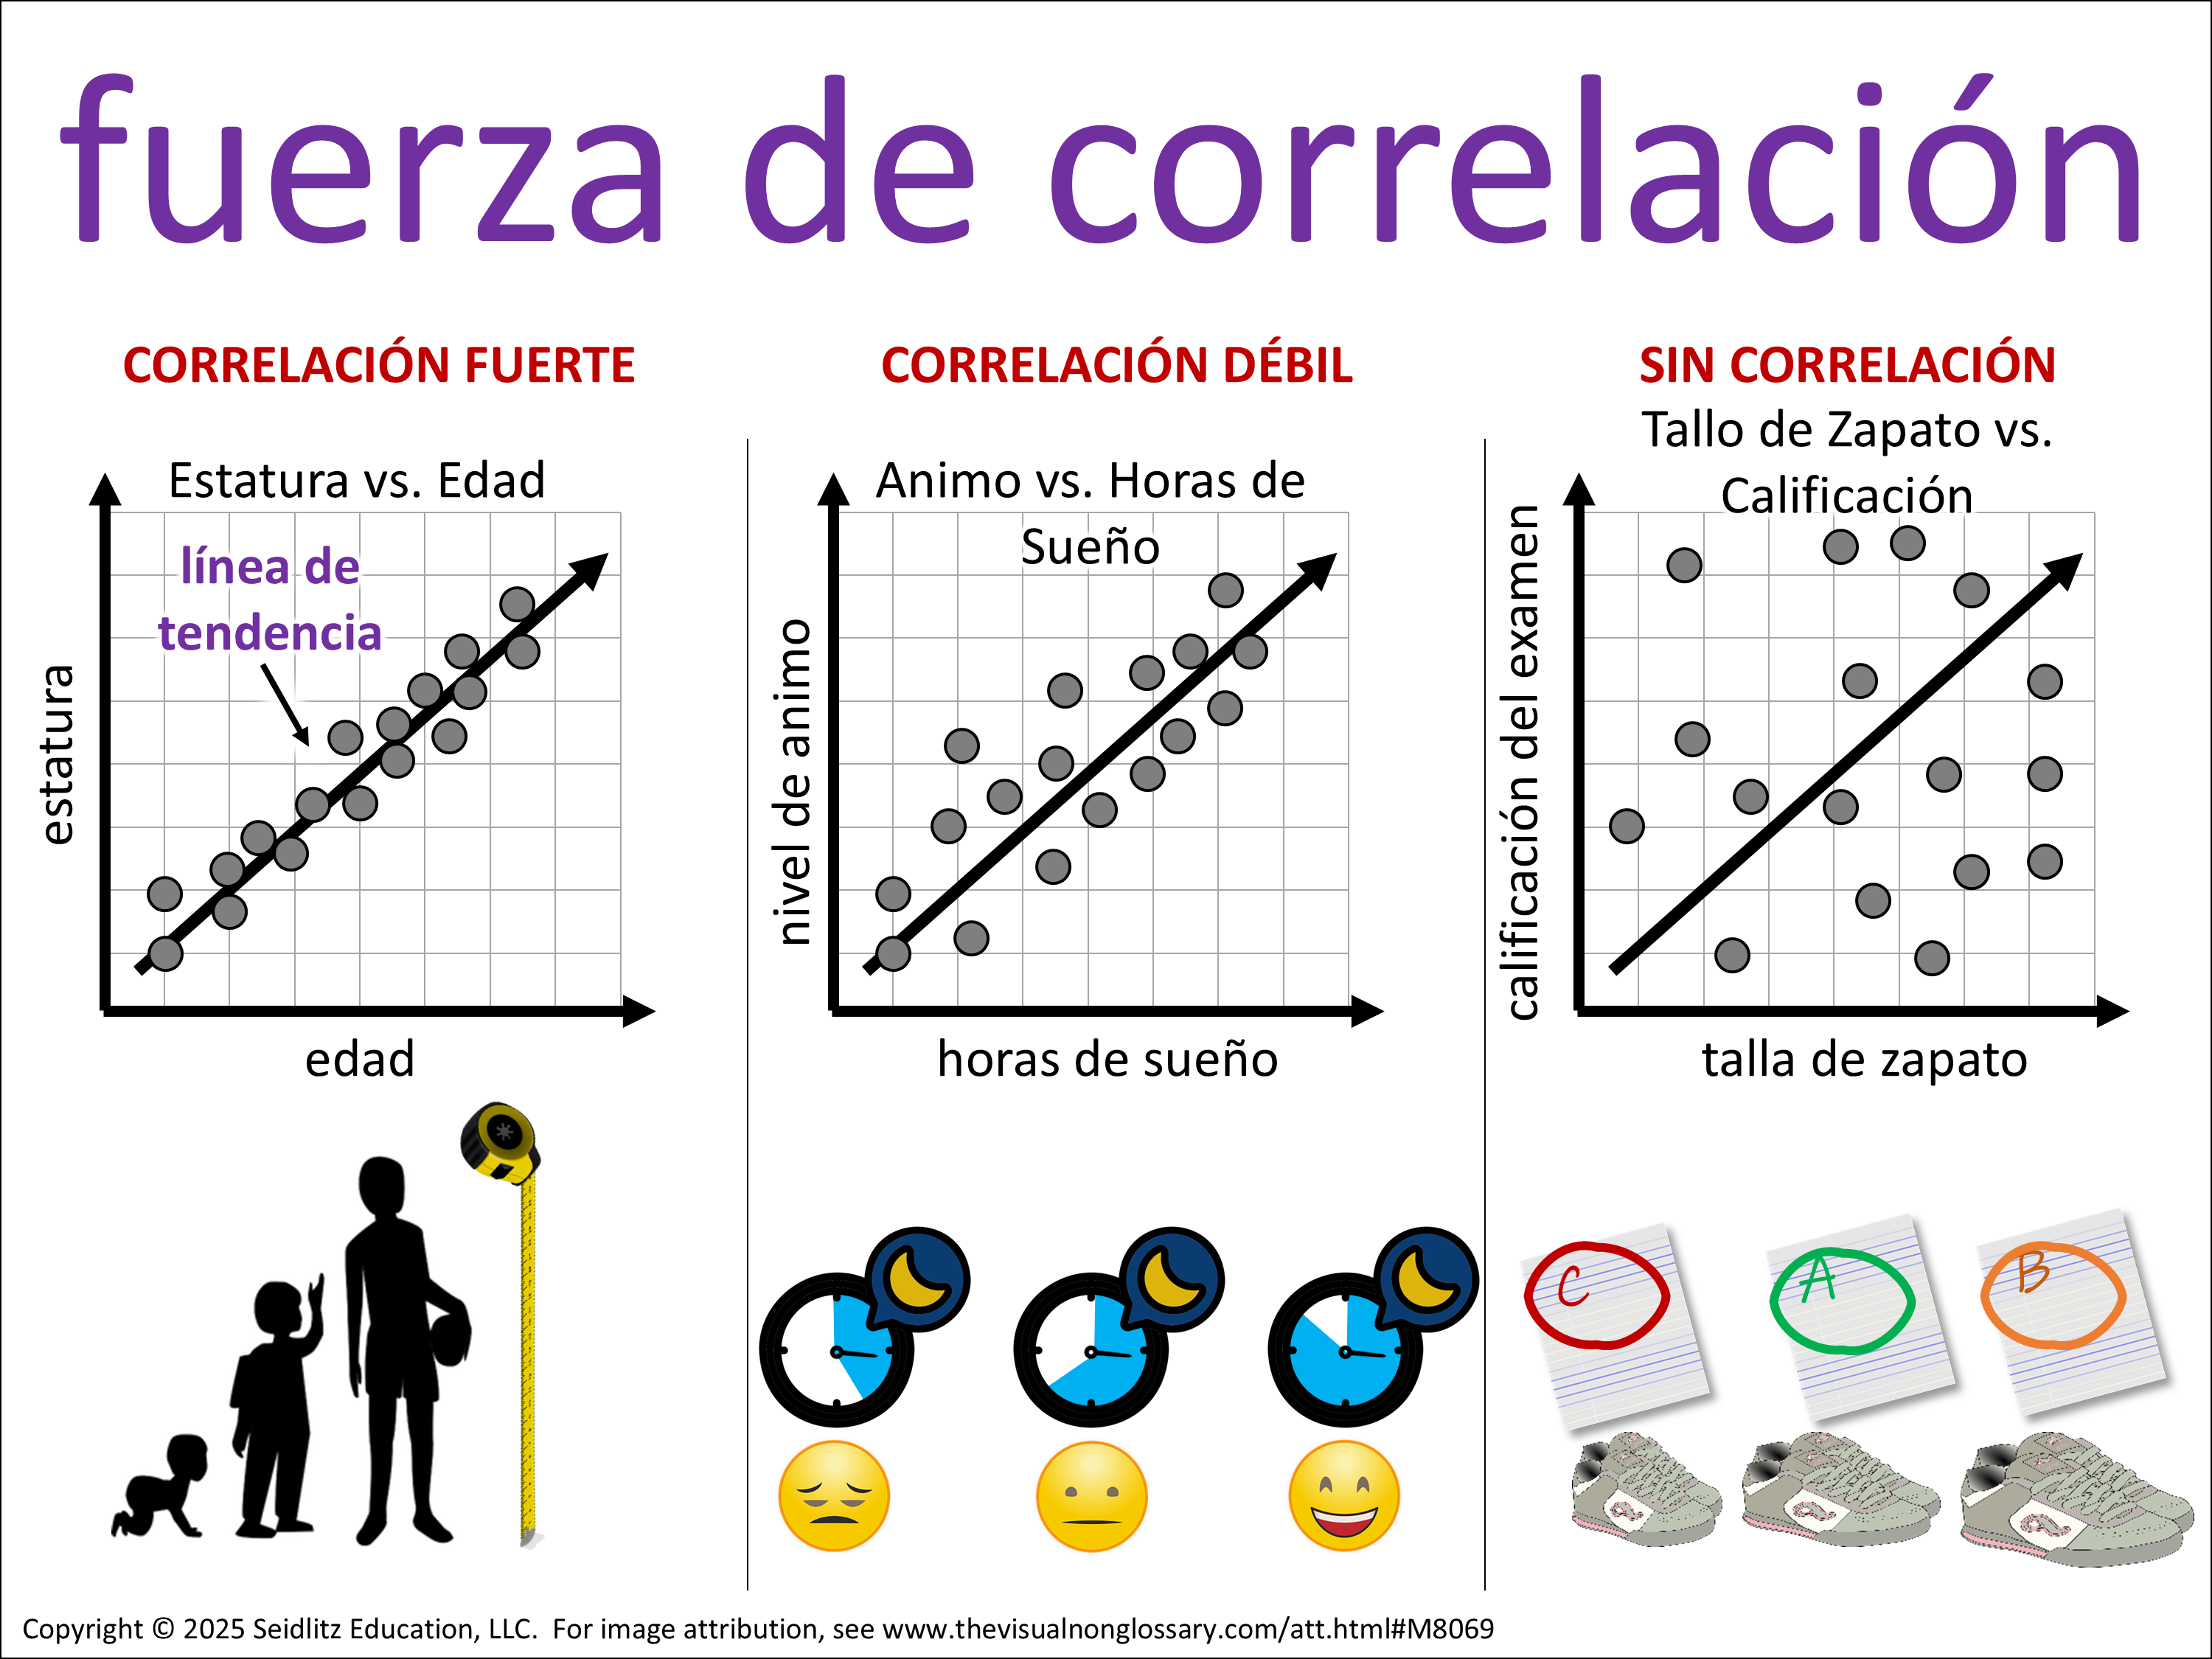 fuerza de correlación
CORRELACIÓN FUERTE
Estatura vs. Edad
línea de
tendencia
estatura
edad
CORRELACIÓN DÉBIL
Animo vs. Horas de
Sueño
nivel de animo
horas de sueño
SIN CORRELACIÓN
Tallo de Zapato vs.
Calificación
calificación del examen
talla de zapato
C
A
B
Copyright © 2025 Seidlitz Education, LLC.  For image attribution, see www.thevisualnonglossary.com/att.html#M8069